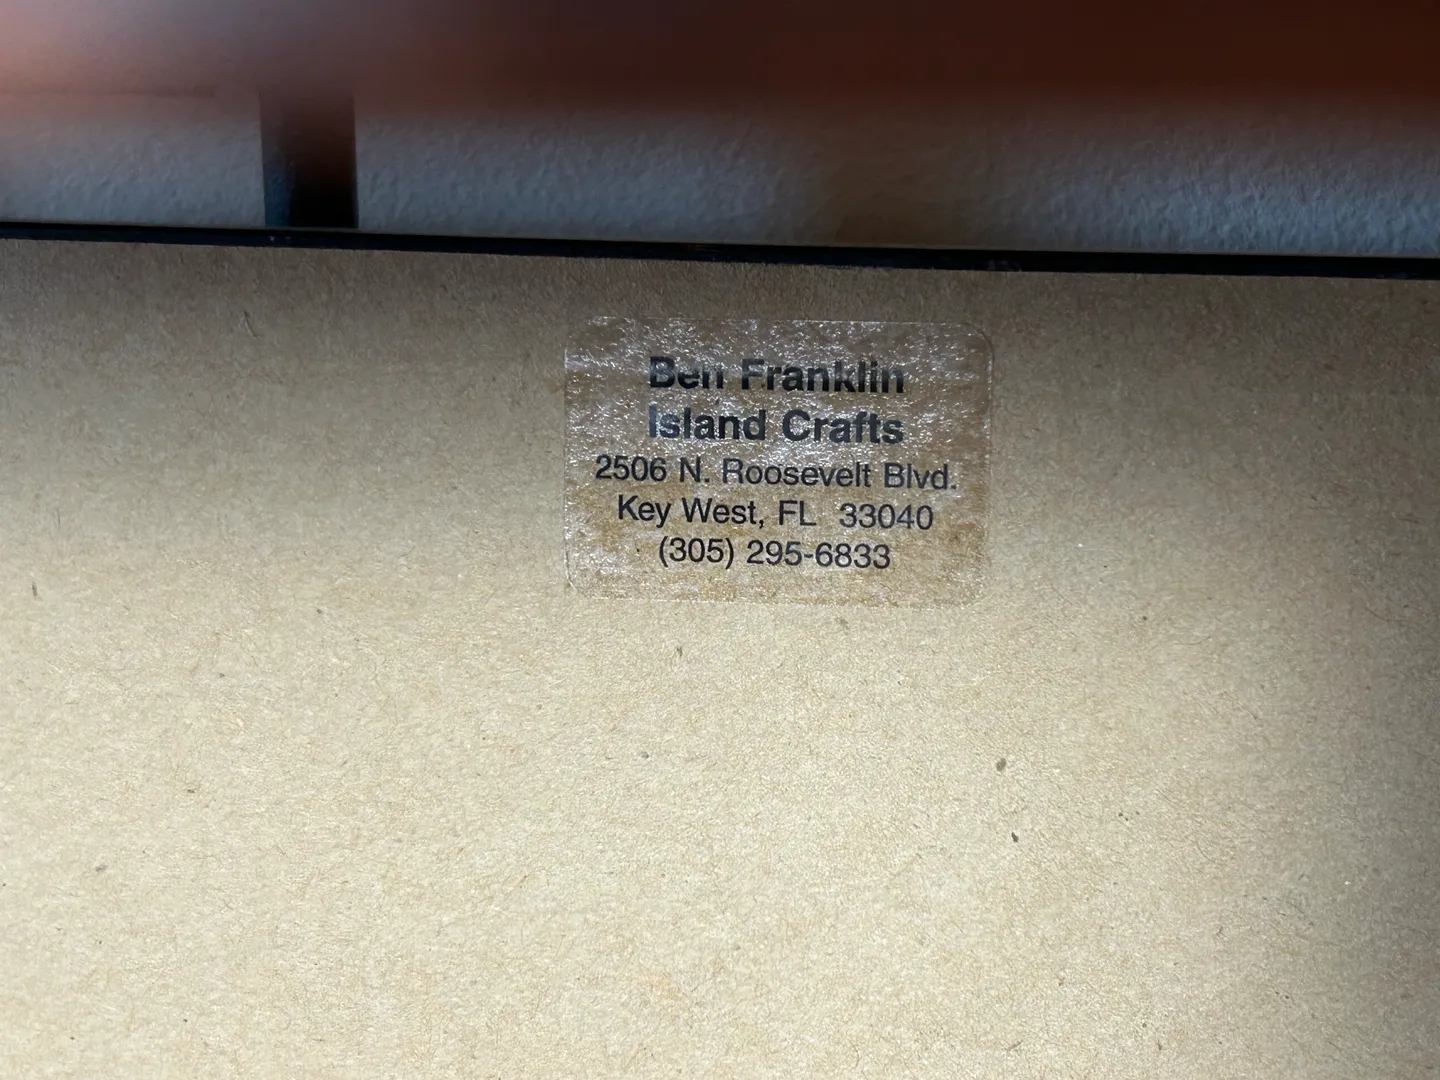 Ben Franklin
Island Crafts
2506 N. Roosevelt Blvd.
Key West, FL  33040
(305) 295-6833